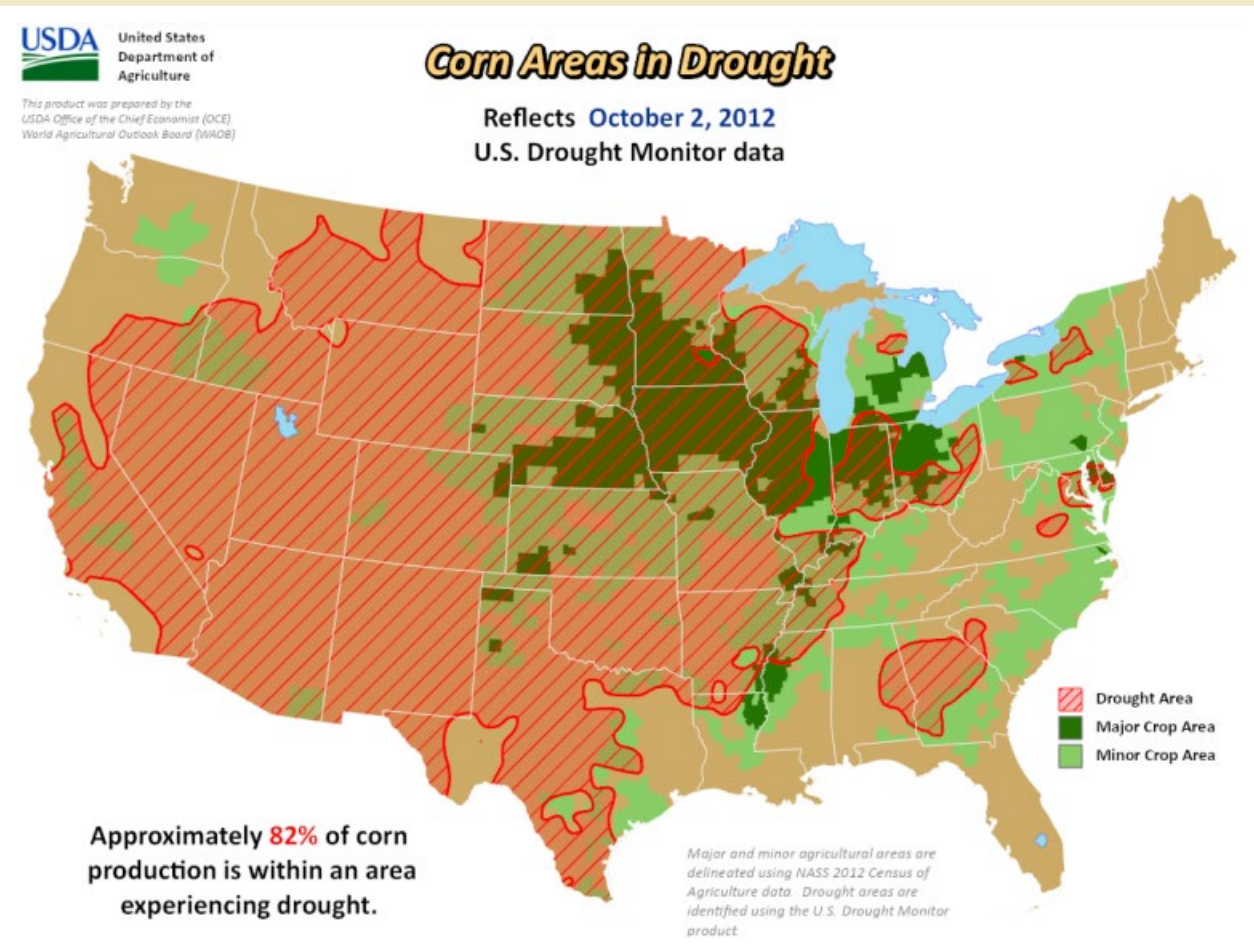 USDA
United States
Department of
Agriculture
This product was prepared by the
USDA Office of the Chief Economist (OCE)
World Agricultural Outlook Board (WAOB)
Corn Areas in Drought
Reflects October 2, 2012
U.S. Drought Monitor data
Drought Area
Major Crop Area
Minor Crop Area
Approximately 82% of corn
production is within an area
experiencing drought.
Major and minor agricultural areas are
delineated using NASS 2012 Census of
Agriculture data. Drought areas are
identified using the U.S. Drought Monitor
product.